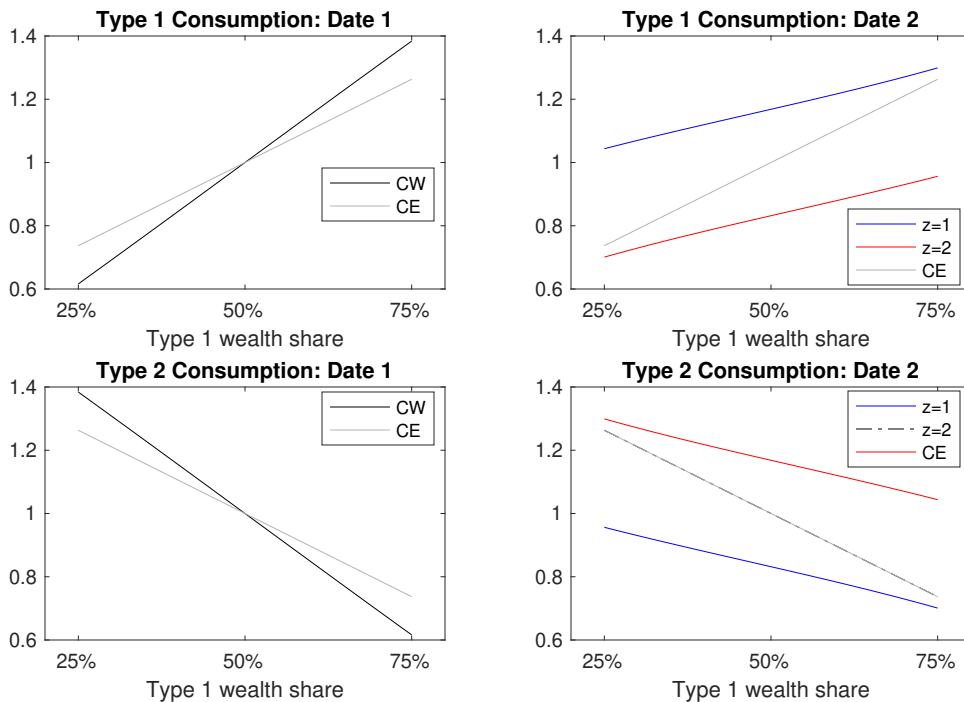 Type 1 Consumption: Date 1
1.4
1.2
1
0.8
0.6
CW
CE
25%
50%
75%
Type 1 wealth share
Type 1 Consumption: Date 2
1.4
1.2
1
0.8
0.6
z=1
z=2
CE
25%
50%
75%
Type 1 wealth share
Type 2 Consumption: Date 1
1.4
1.2
1
0.8
0.6
CW
CE
25%
50%
75%
Type 1 wealth share
Type 2 Consumption: Date 2
1.4
1.2
1
0.8
0.6
z=1
z=2
CE
25%
50%
75%
Type 1 wealth share